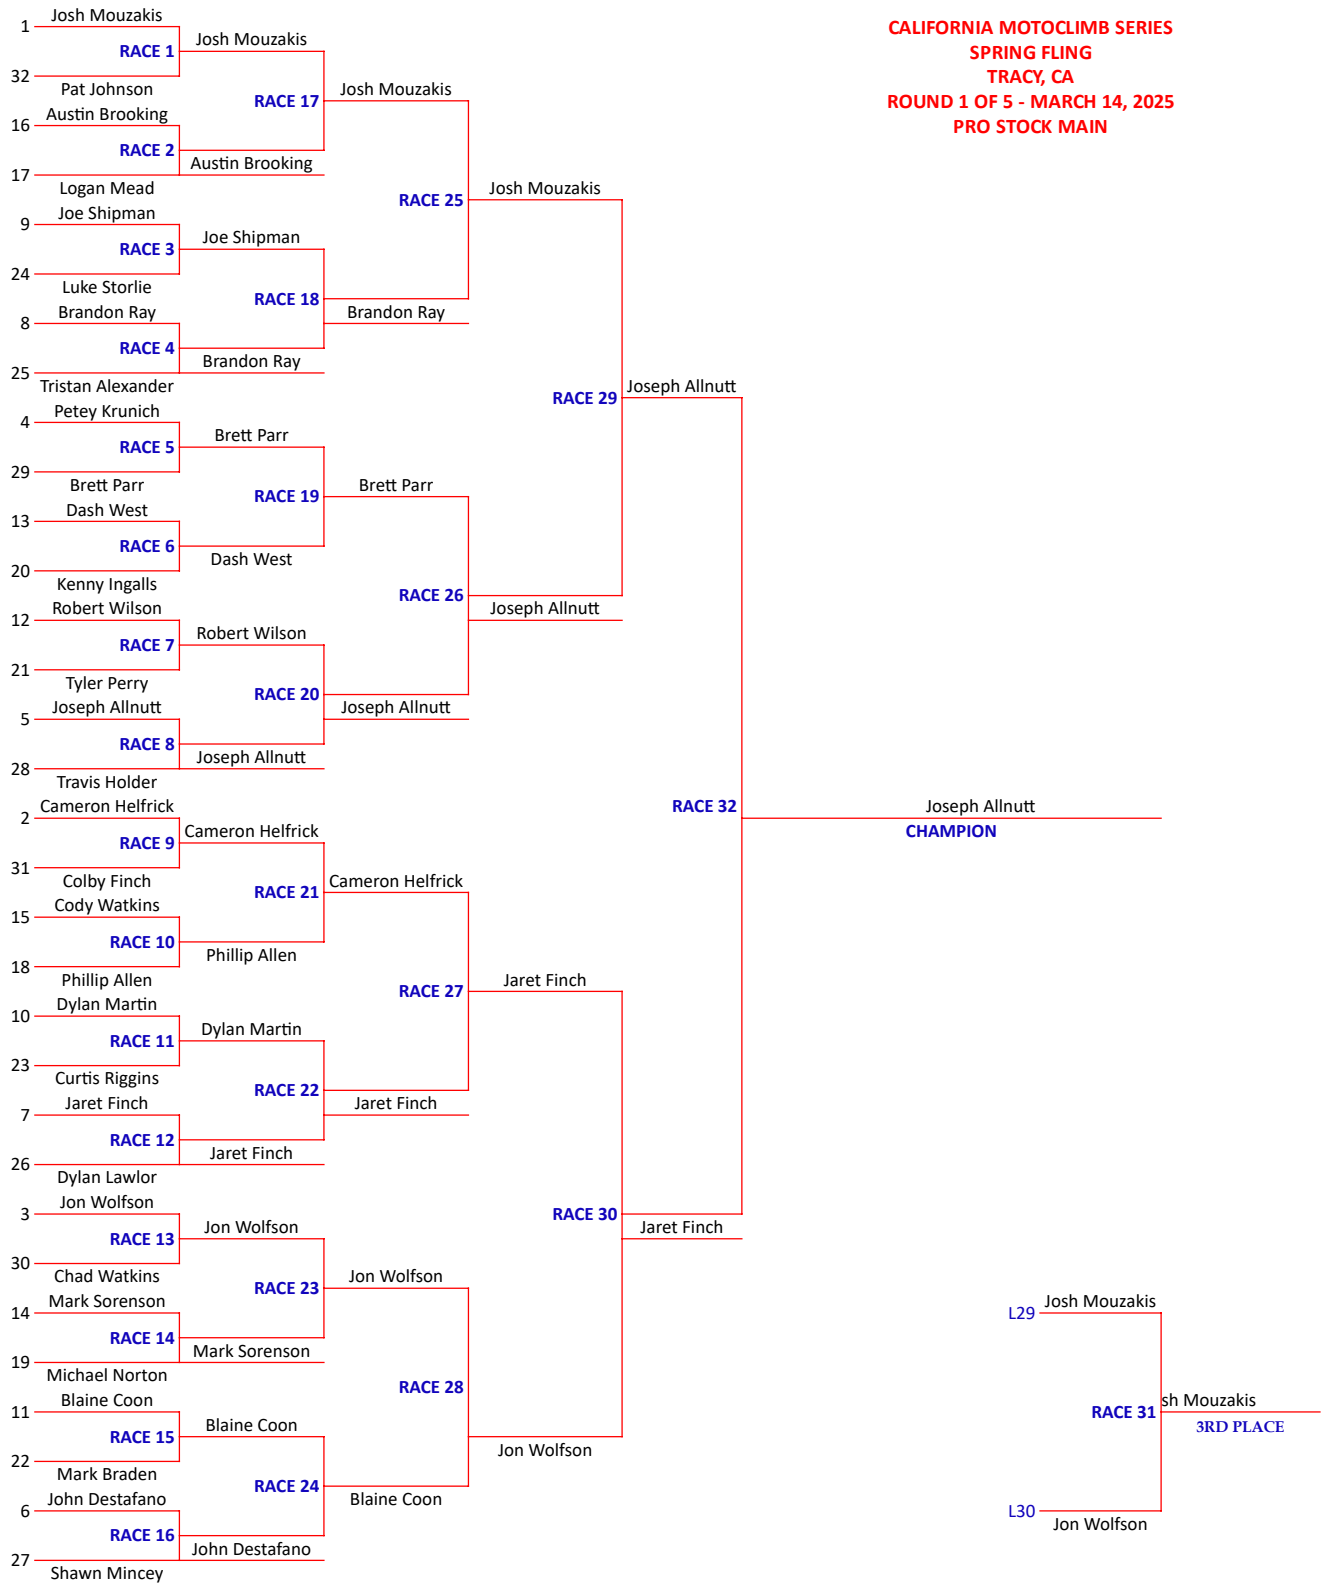 CALIFORNIA MOTOCLIMB SERIES
SPRING FLING
TRACY, CA
ROUND 1 OF 5 - MARCH 14, 2025
PRO STOCK MAIN
1 Josh Mouzakis
RACE 1
32 Pat Johnson
16 Austin Brooking
RACE 2
17 Logan Mead
9 Joe Shipman
RACE 3
24 Luke Storlie
8 Brandon Ray
RACE 4
25 Tristan Alexander
4 Petey Krunich
RACE 5
29 Brett Parr
13 Dash West
RACE 6
20 Kenny Ingalls
12 Robert Wilson
RACE 7
21 Tyler Perry
5 Joseph Allnutt
RACE 8
28 Travis Holder
2 Cameron Helfrick
RACE 9
31 Colby Finch
15 Cody Watkins
RACE 10
18 Phillip Allen
10 Dylan Martin
RACE 11
23 Curtis Riggins
7 Jaret Finch
RACE 12
26 Dylan Lawlor
3 Jon Wolfson
RACE 13
30 Chad Watkins
14 Mark Sorenson
RACE 14
19 Michael Norton
11 Blaine Coon
RACE 15
22 Mark Braden
6 John Destafano
RACE 16
27 Shawn Mincey
Josh Mouzakis
RACE 17
Austin Brooking
Joe Shipman
RACE 18
Brandon Ray
Brett Parr
RACE 19
Dash West
Robert Wilson
RACE 20
Joseph Allnutt
Cameron Helfrick
RACE 21
Phillip Allen
Dylan Martin
RACE 22
Jaret Finch
Jon Wolfson
RACE 23
Mark Sorenson
Blaine Coon
RACE 24
John Destafano
Josh Mouzakis
RACE 25
Brandon Ray
Brett Parr
RACE 26
Joseph Allnutt
Cameron Helfrick
RACE 27
Jaret Finch
Jon Wolfson
RACE 28
Blaine Coon
Josh Mouzakis
RACE 29
Joseph Allnutt
Jaret Finch
RACE 30
Jon Wolfson
Joseph Allnutt
RACE 32
Jaret Finch
Joseph Allnutt
CHAMPION
L29 Josh Mouzakis
RACE 31
L30 Jon Wolfson
sh Mouzakis
3RD PLACE